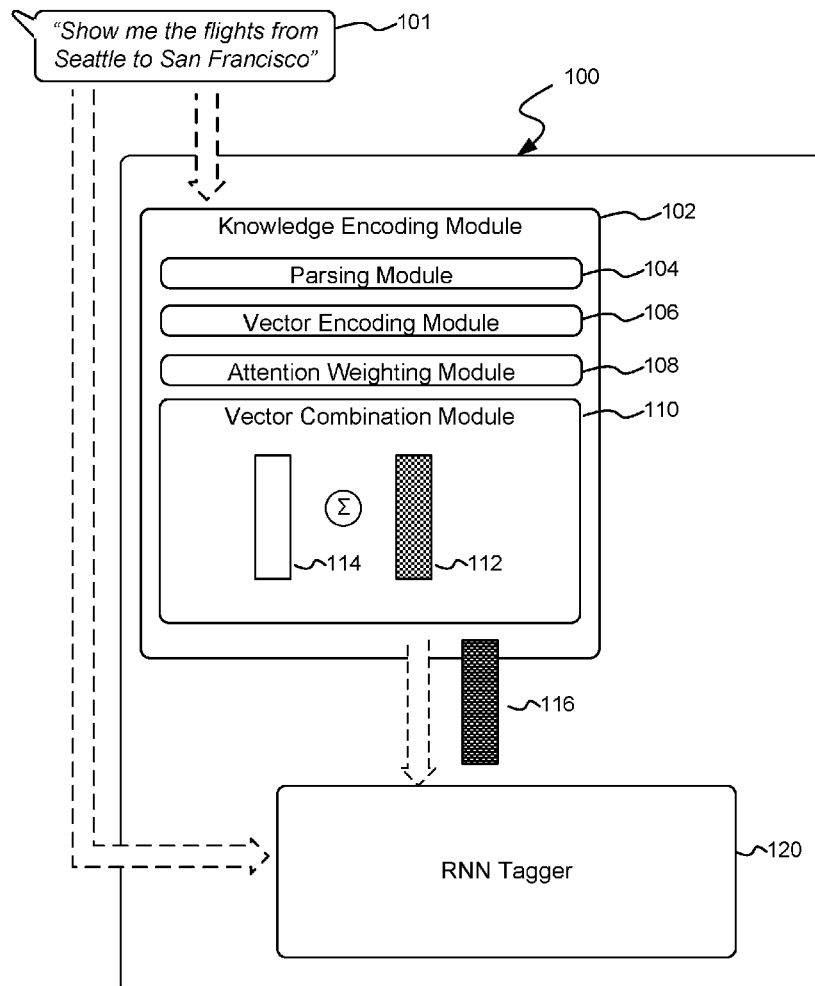 “Show me the flights from
Seattle to San Francisco”
101
100
102
Knowledge Encoding Module
Parsing Module
104
Vector Encoding Module
106
Attention Weighting Module
108
Vector Combination Module
110
Σ
114
112
116
RNN Tagger
120